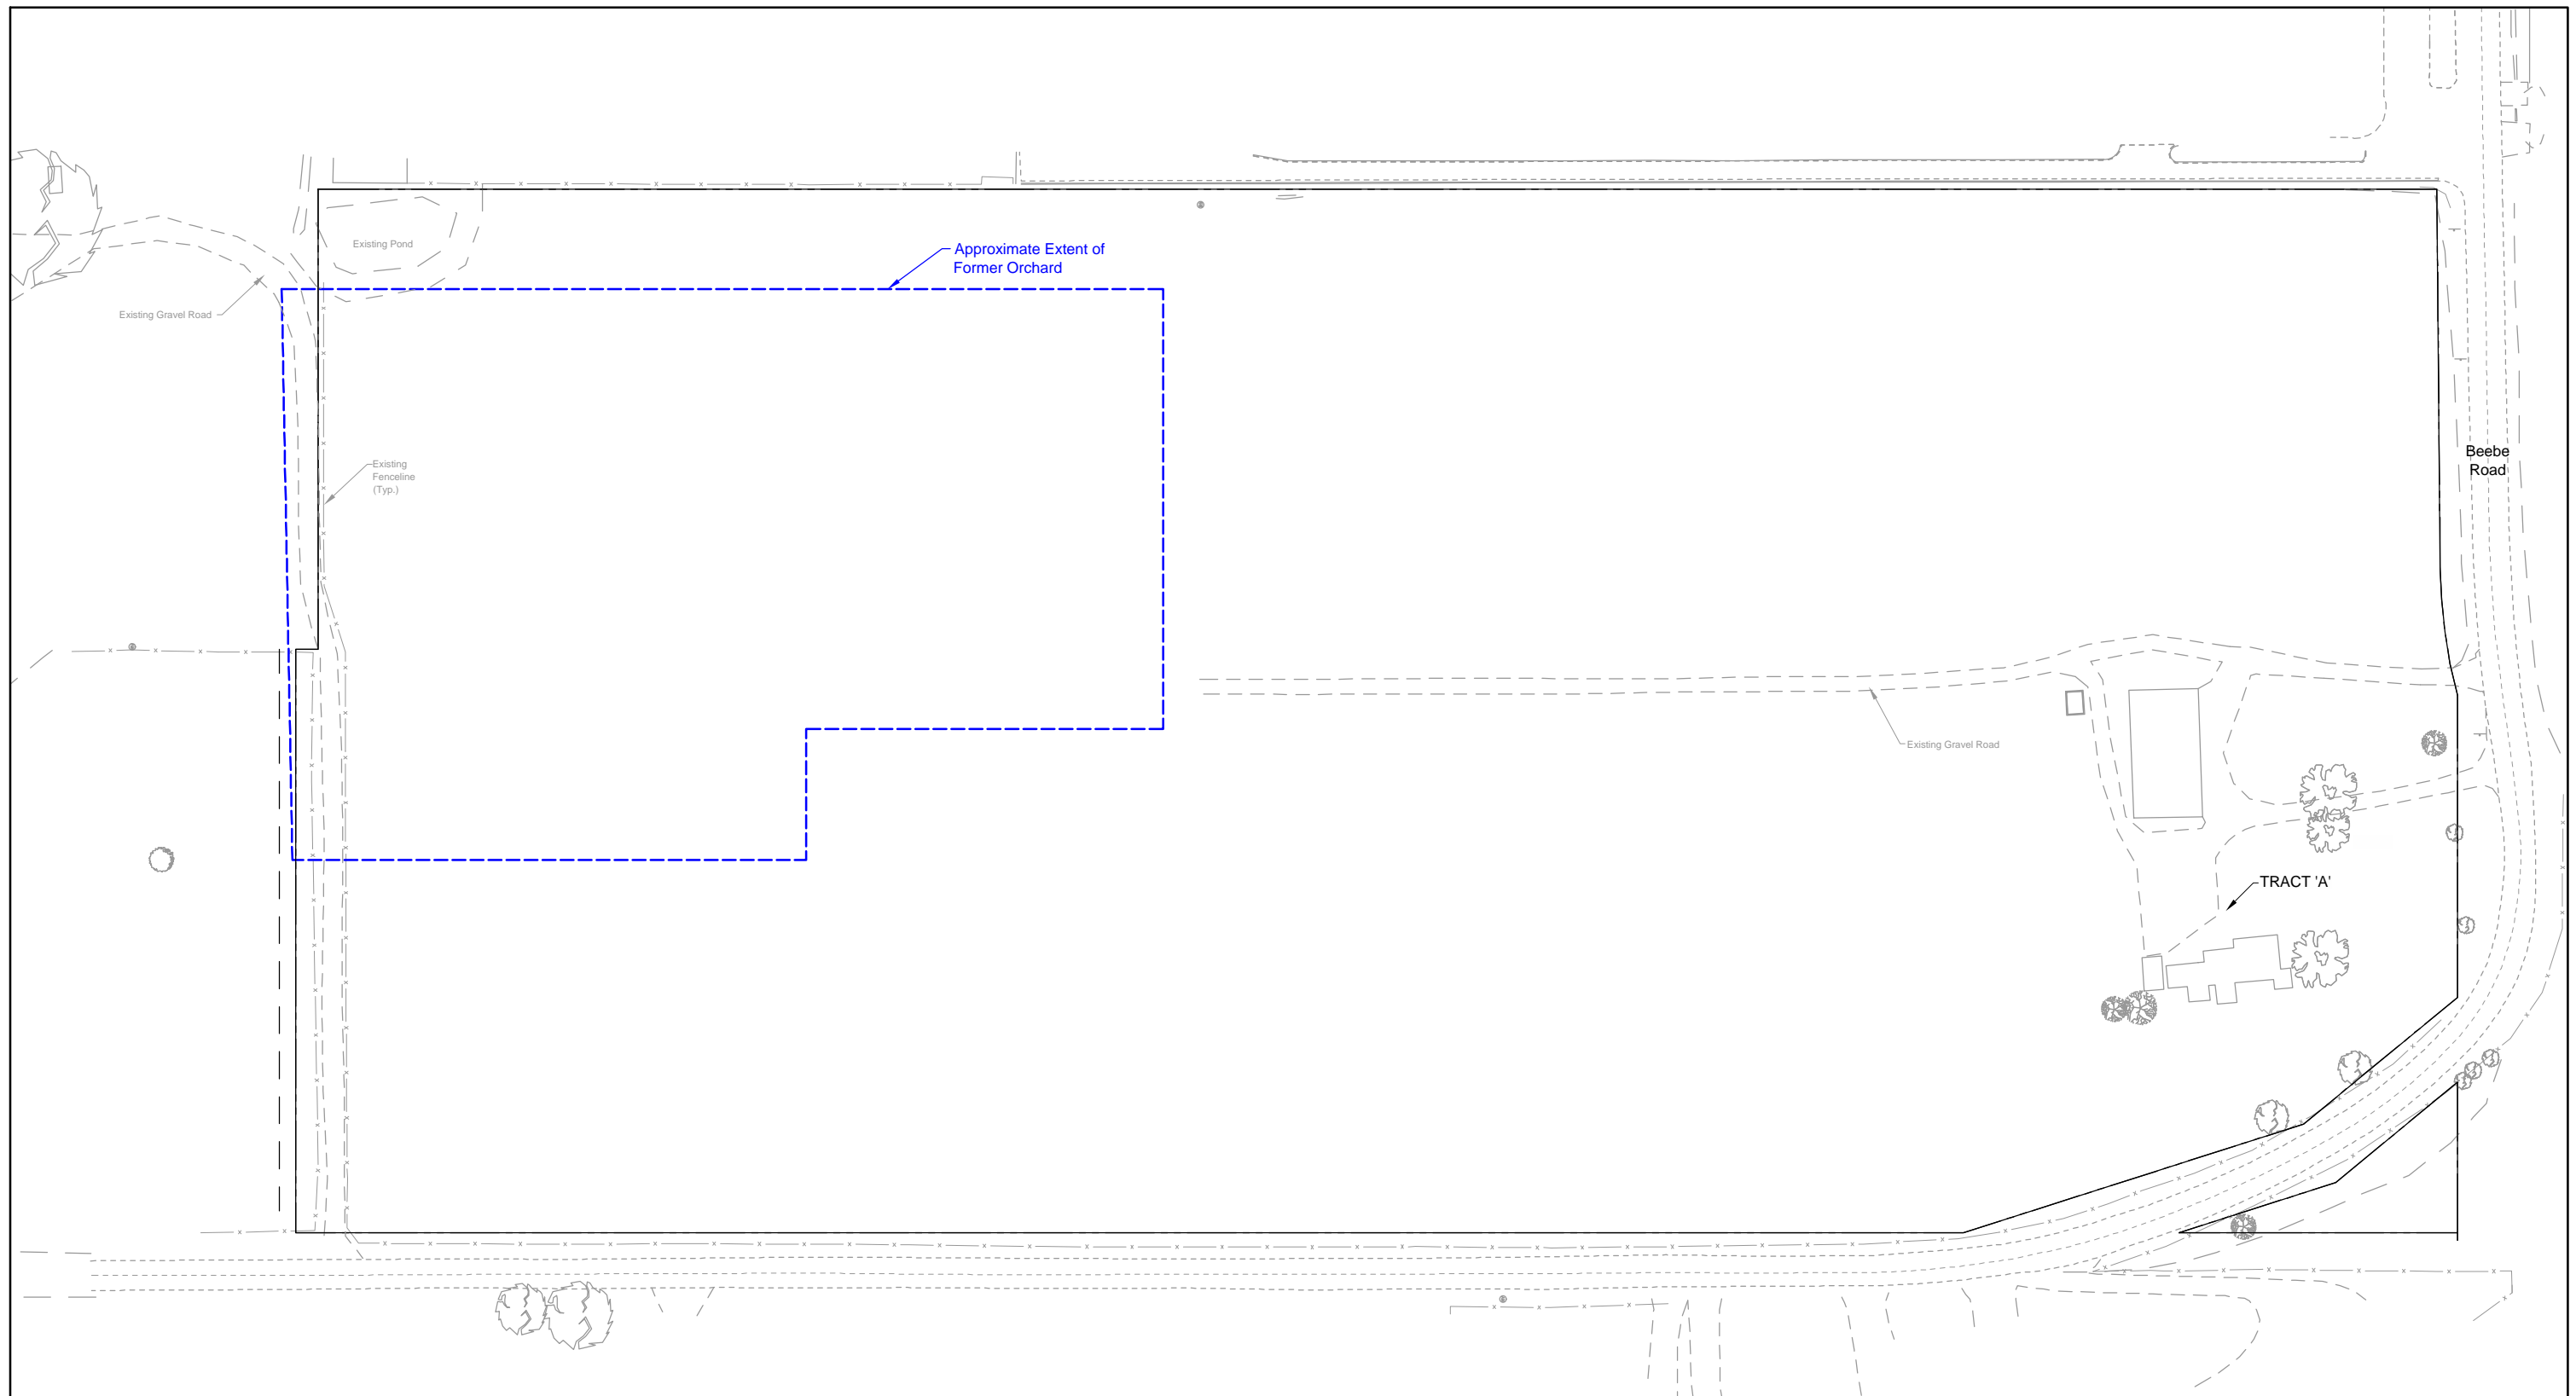 Existing Pond
Approximate Extent of
Former Orchard
Existing Gravel Road
Existing
Fenceline
(Typ.)
Beebe
Road
Existing Gravel Road
TRACT 'A'